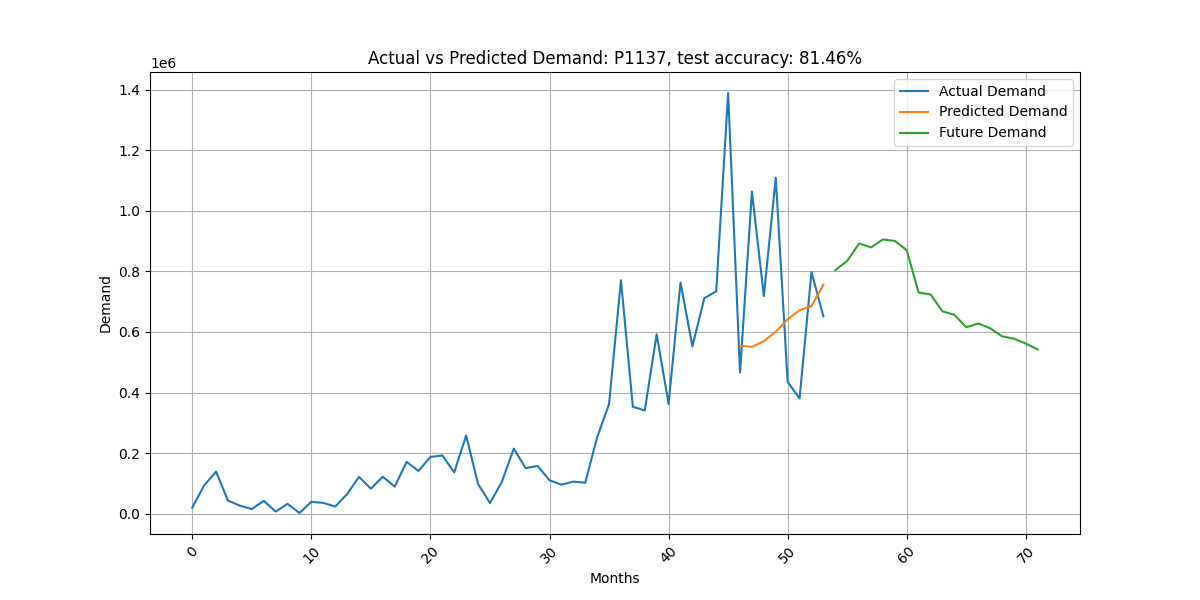 Actual vs Predicted Demand: P1137, test accuracy: 81.46%
1e6
1.4
1.2
1.0
0.8
0.6
0.4
0.2
0.0
Demand
Actual Demand
Predicted Demand
Future Demand
0
10
20
30
40
50
60
70
Months